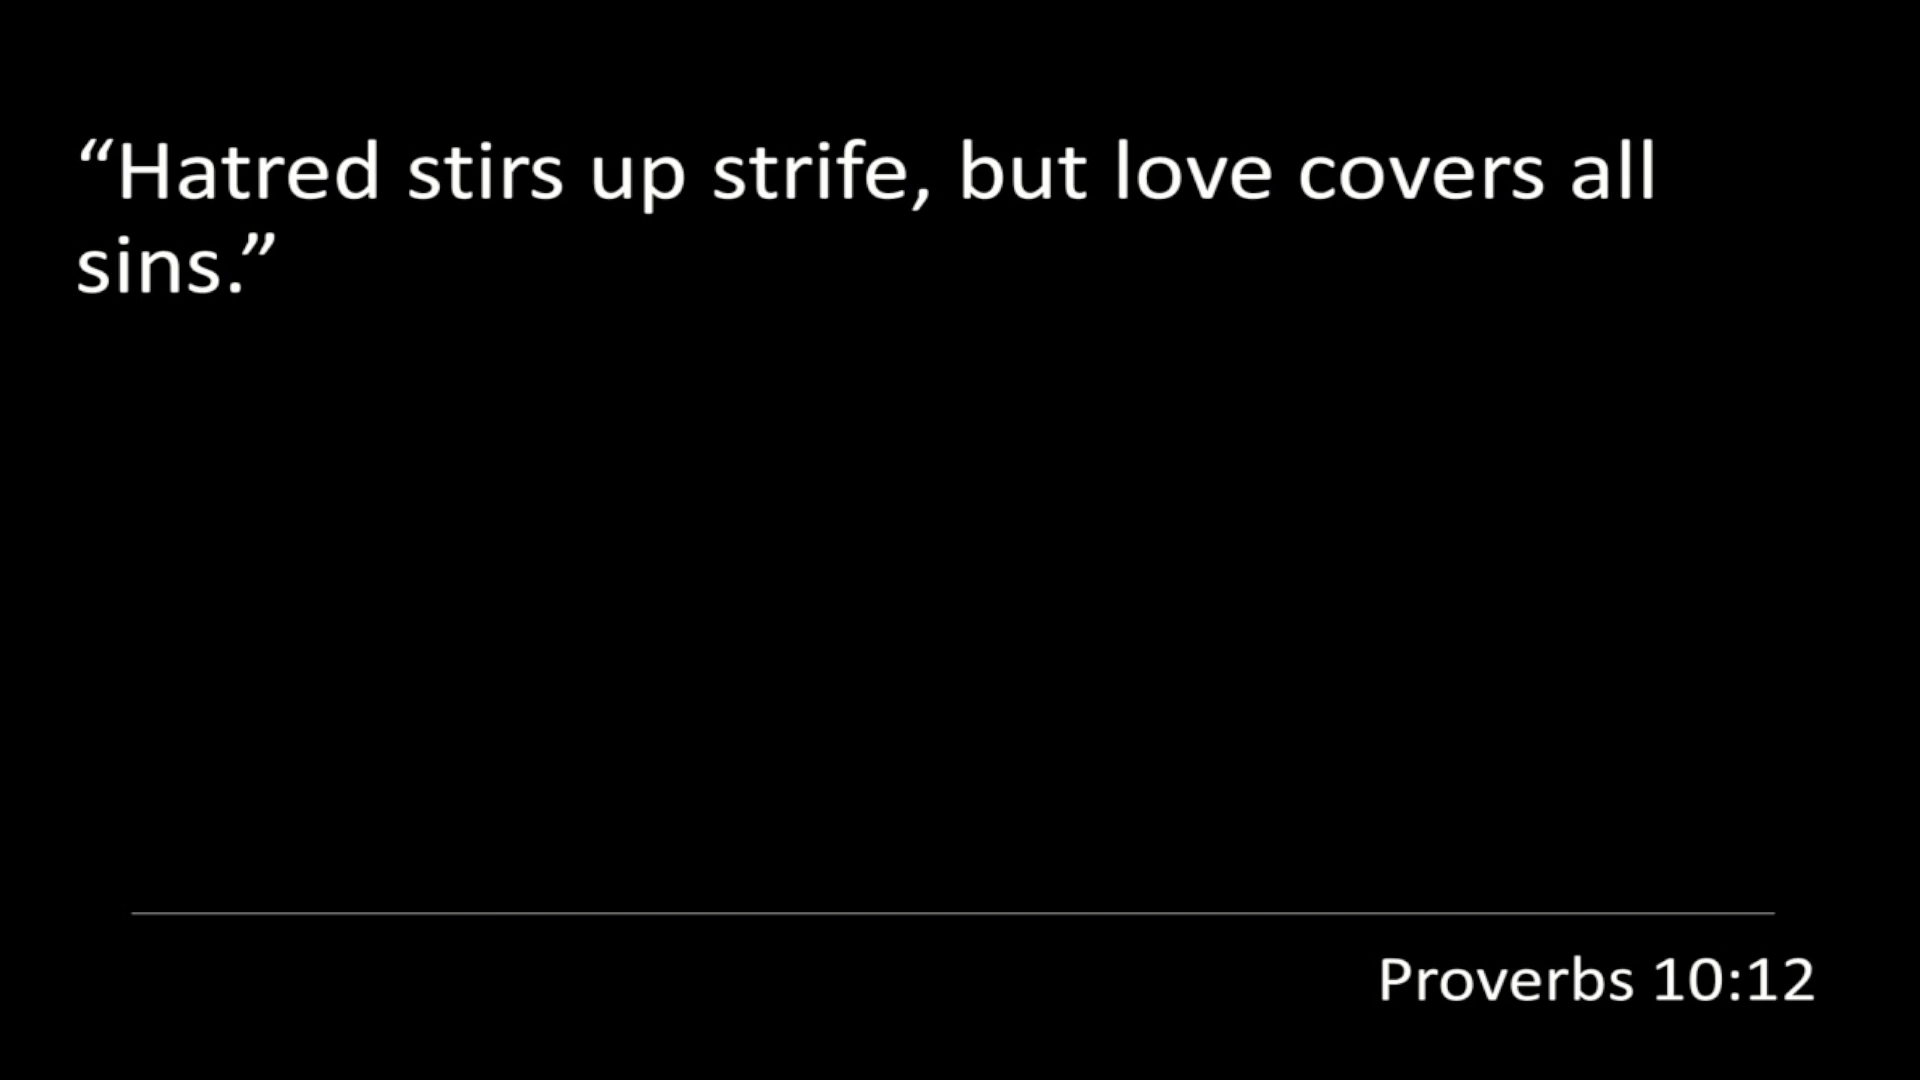 “Hatred stirs up strife, but love covers all
sins.”
Proverbs 10:12